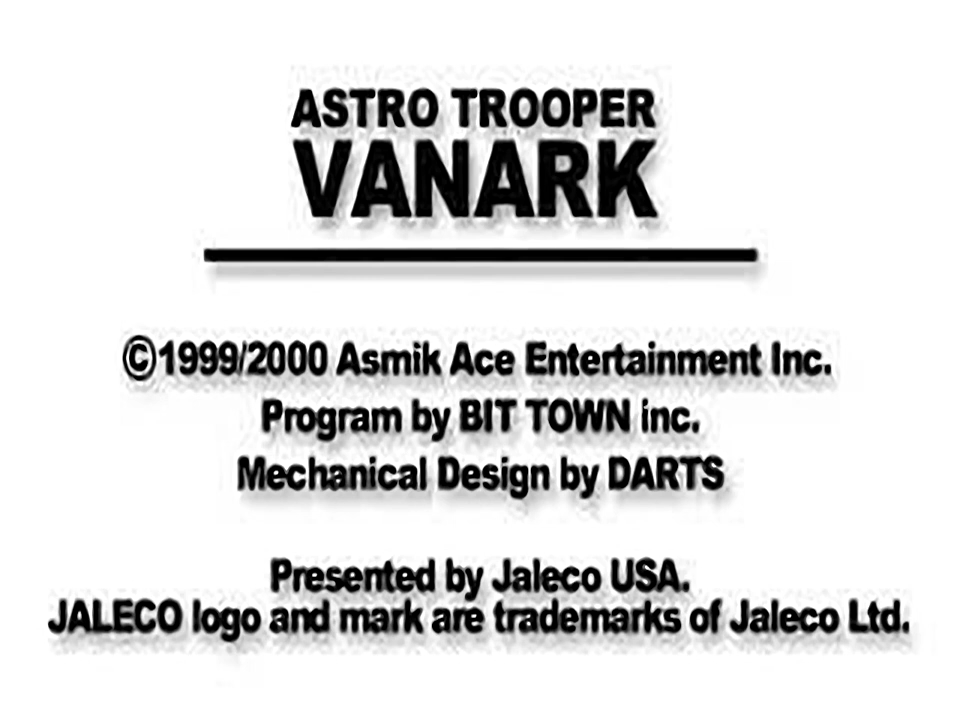 ASTRO TROOPER
VANARK
©1999/2000 Asmik Ace Entertainment Inc.
Program by BIT TOWN inc.
Mechanical Design by DARTS
Presented by Jaleco USA.
JALECO logo and mark are trademarks of Jaleco Ltd.